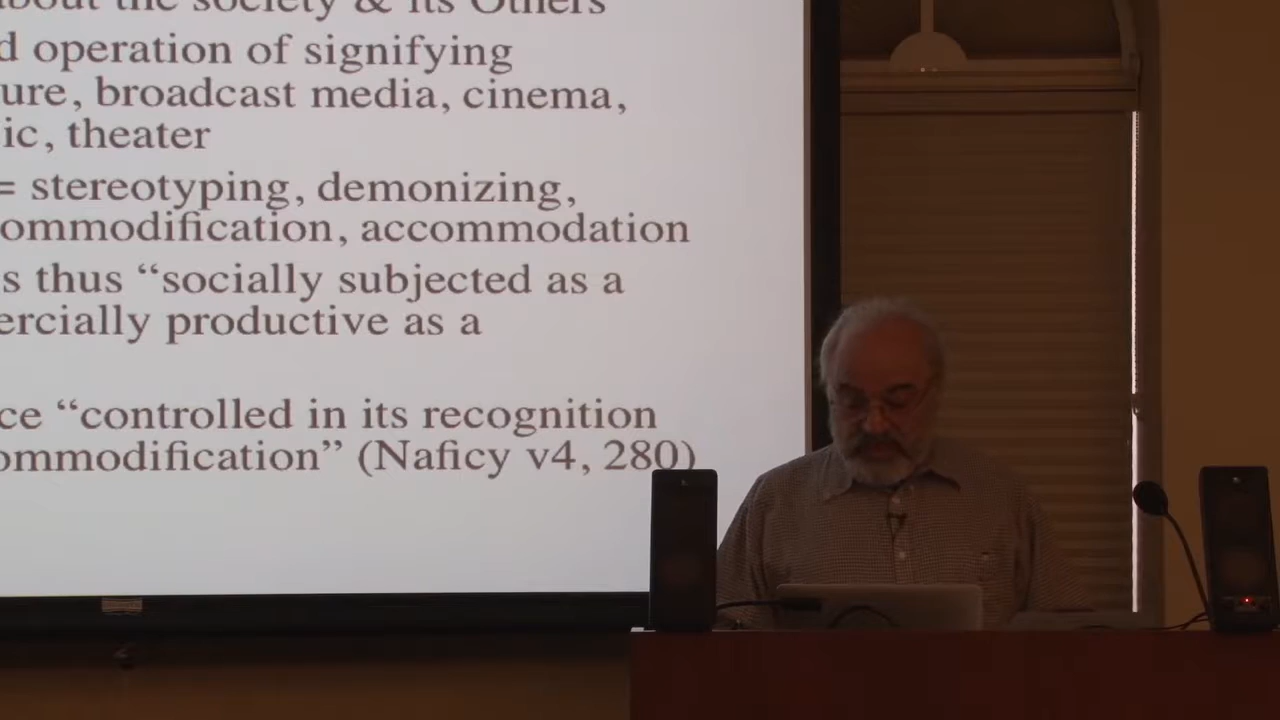 about the society & its Others
d operation of signifying
ure, broadcast media, cinema,
ic, theater
= stereotyping, demonizing,
ommodification, accommodation
s thus “socially subjected as a
ercially productive as a
ce “controlled in its recognition
ommodification” (Naficy v4, 280)